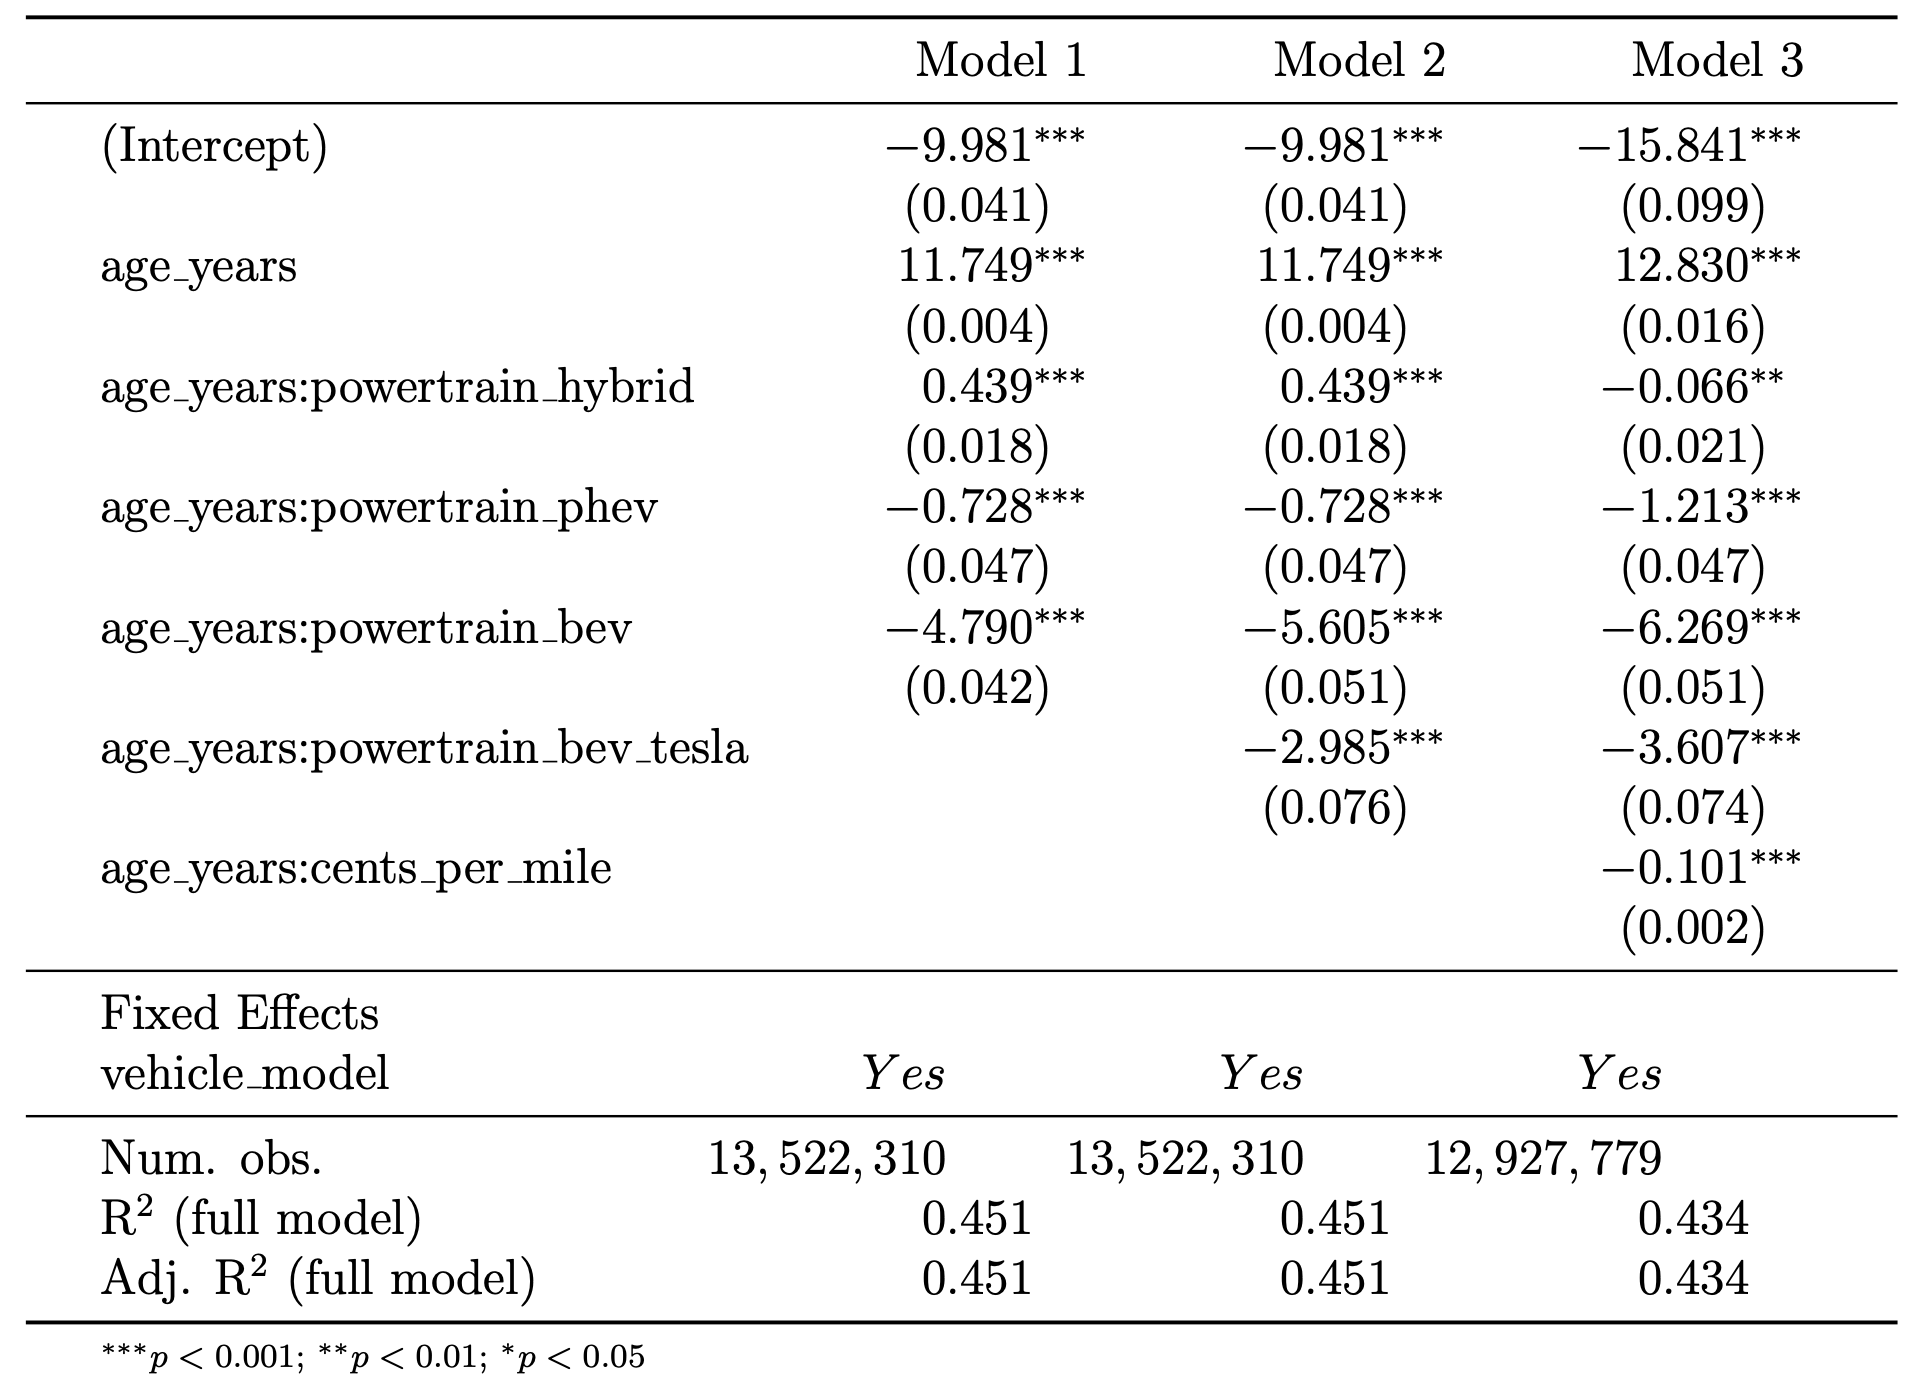 Model 1 Model 2 Model 3
(Intercept) −9.981*** −9.981*** −15.841***
(0.041) (0.041) (0.099)
age_years 11.749*** 11.749*** 12.830***
(0.004) (0.004) (0.016)
age_years:powertrain_hybrid 0.439*** 0.439*** −0.066**
(0.018) (0.018) (0.021)
age_years:powertrain_phev −0.728*** −0.728*** −1.213***
(0.047) (0.047) (0.047)
age_years:powertrain_bev −4.790*** −5.605*** −6.269***
(0.042) (0.051) (0.051)
age_years:powertrain_bev_tesla −2.985*** −3.607***
(0.076) (0.074)
age_years:cents_per_mile −0.101***
(0.002)
Fixed Effects
vehicle_model Yes Yes Yes
Num. obs. 13,522,310 13,522,310 12,927,779
R² (full model) 0.451 0.451 0.434
Adj. R² (full model) 0.451 0.451 0.434
***p < 0.001; **p < 0.01; *p < 0.05